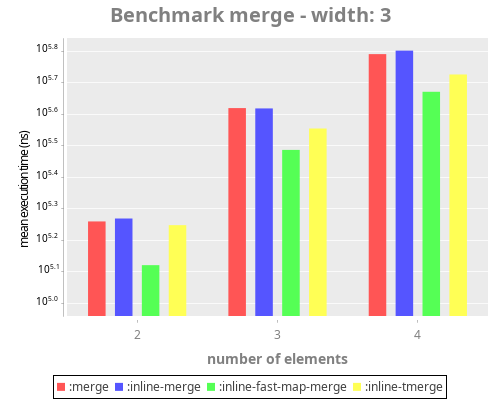 Benchmark merge - width: 3
mean execution time (ns)
10^5.8
10^5.7
10^5.6
10^5.5
10^5.4
10^5.3
10^5.2
10^5.1
10^5.0
2 3 4
number of elements
:merge :inline-merge :inline-fast-map-merge :inline-tmerge